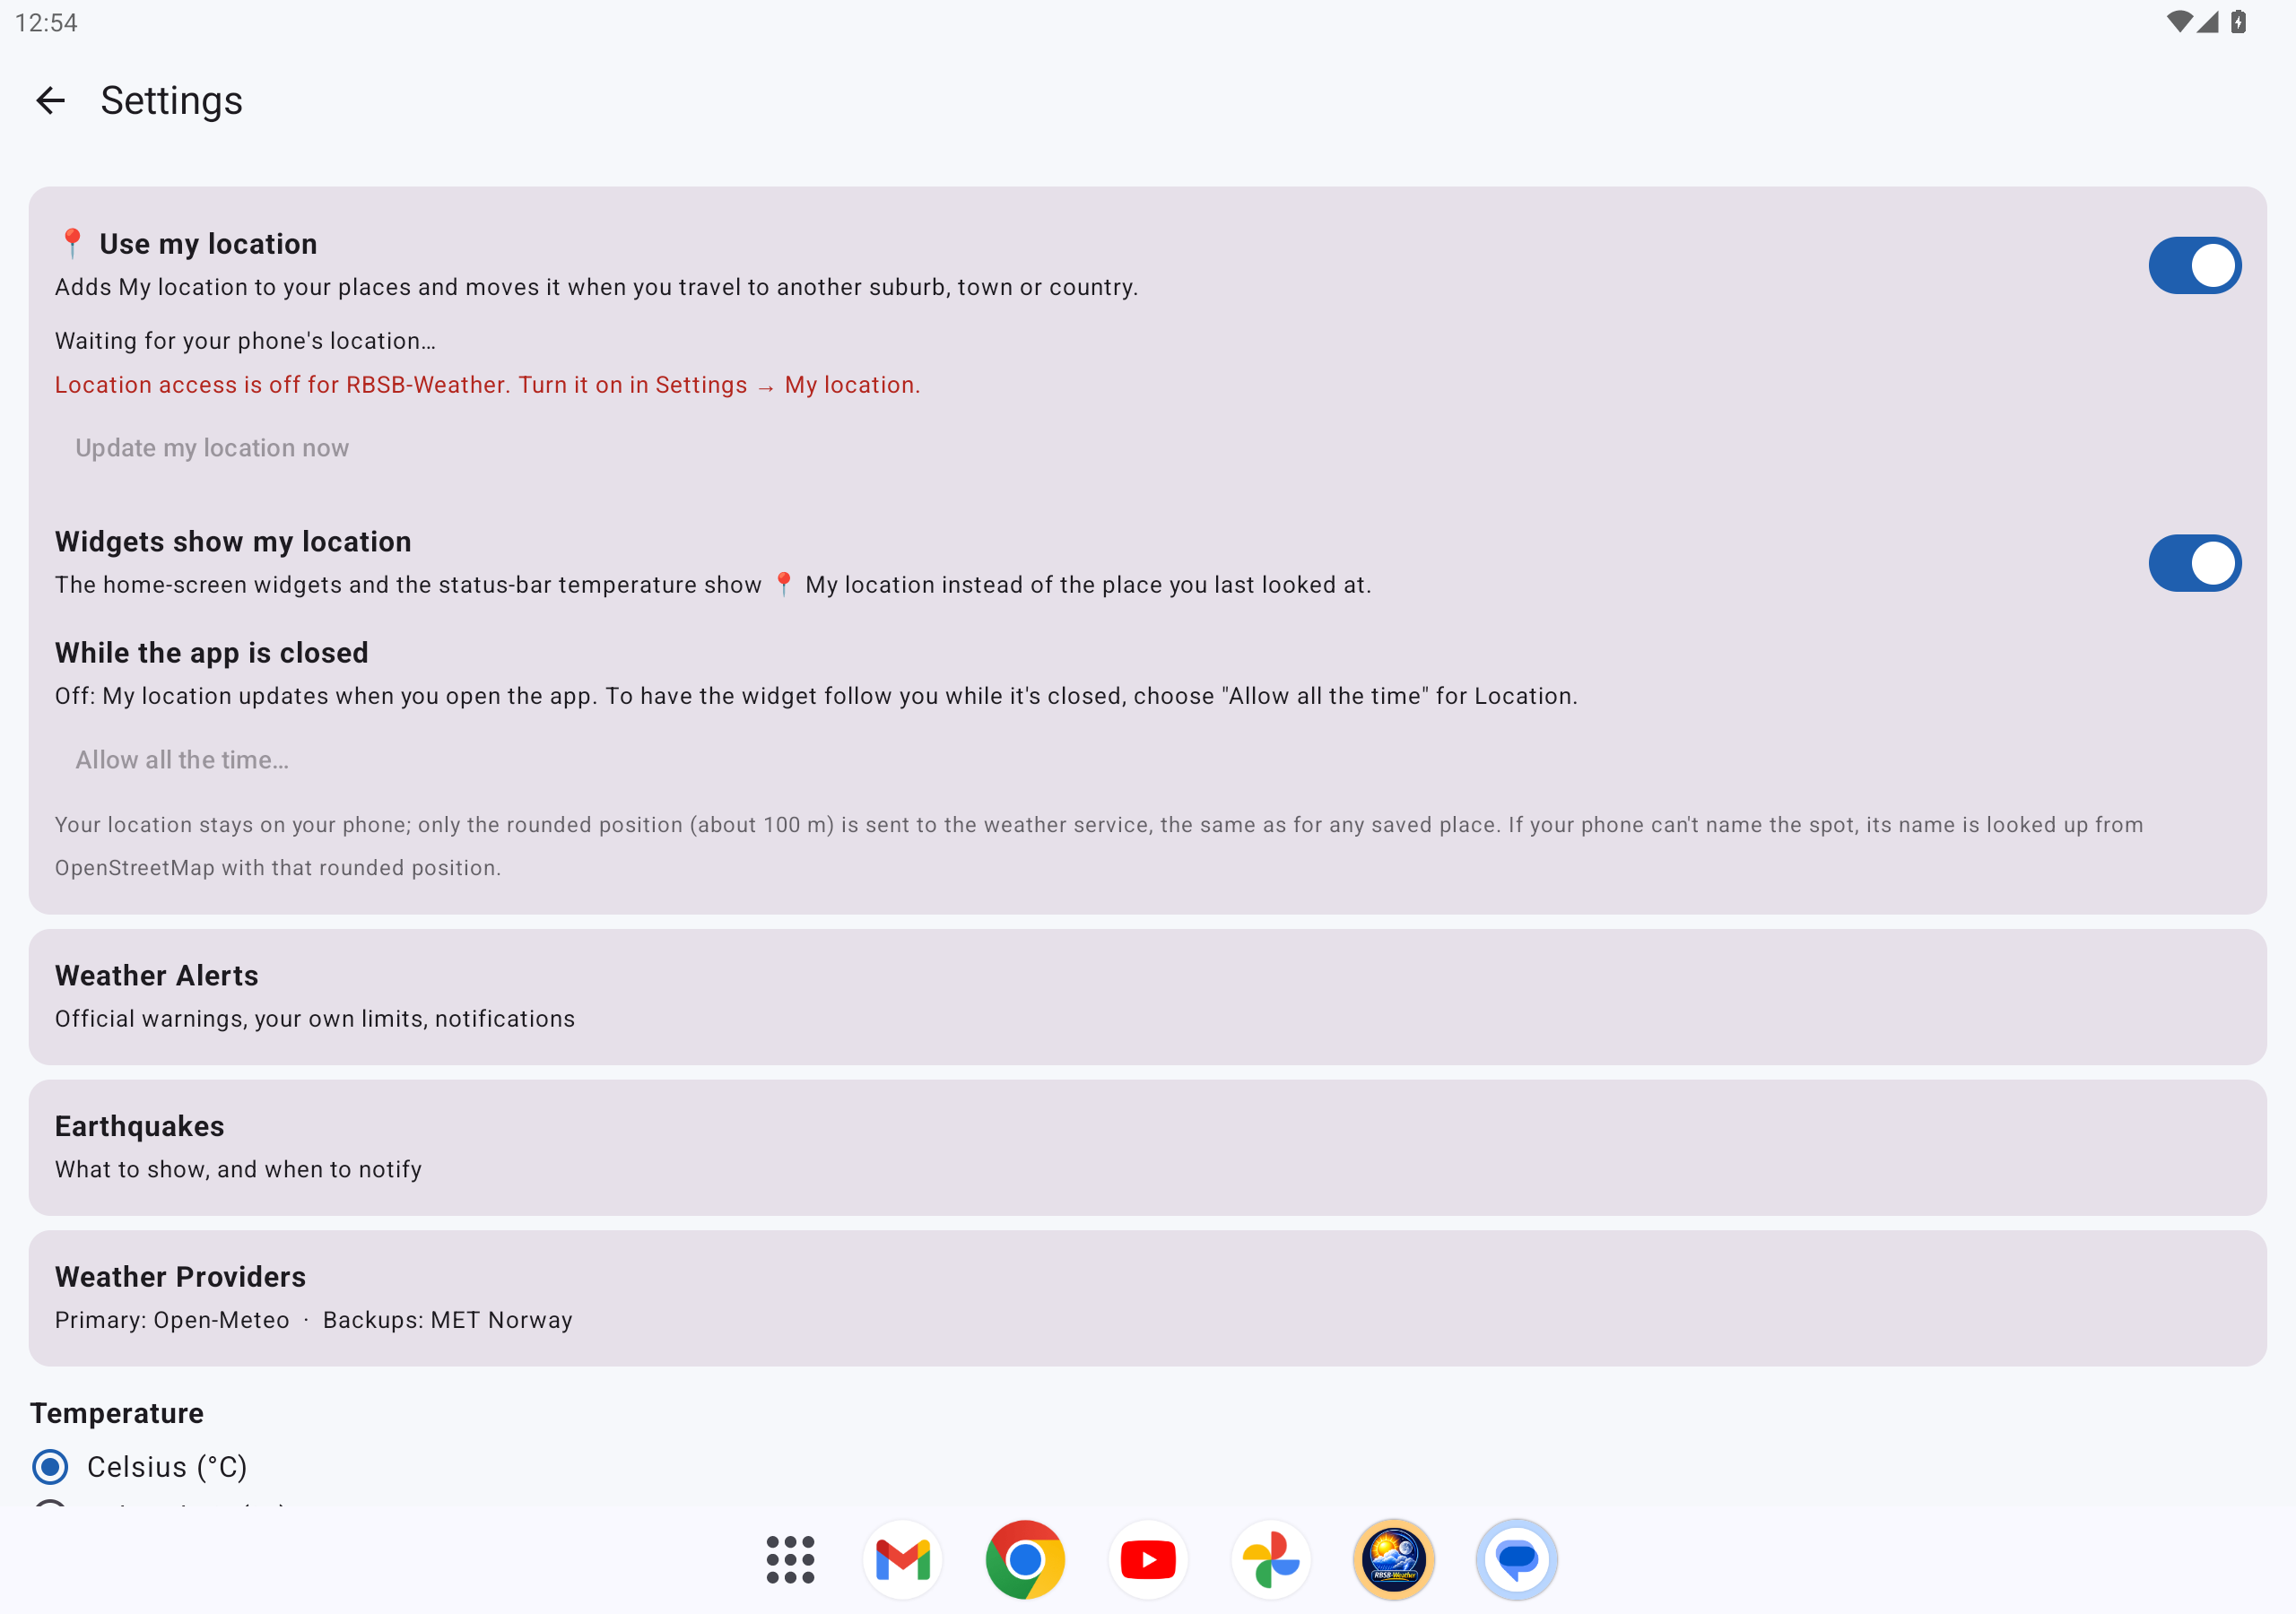 12:54
Settings
📍 Use my location
Adds My location to your places and moves it when you travel to another suburb, town or country.
Waiting for your phone's location…
Location access is off for RBSB-Weather. Turn it on in Settings → My location.
Update my location now
Widgets show my location
The home-screen widgets and the status-bar temperature show 📍 My location instead of the place you last looked at.
While the app is closed
Off: My location updates when you open the app. To have the widget follow you while it's closed, choose "Allow all the time" for Location.
Allow all the time…
Your location stays on your phone; only the rounded position (about 100 m) is sent to the weather service, the same as for any saved place. If your phone can't name the spot, its name is looked up from
OpenStreetMap with that rounded position.
Weather Alerts
Official warnings, your own limits, notifications
Earthquakes
What to show, and when to notify
Weather Providers
Primary: Open-Meteo · Backups: MET Norway
Temperature
Celsius (°C)
RBSB-Weather